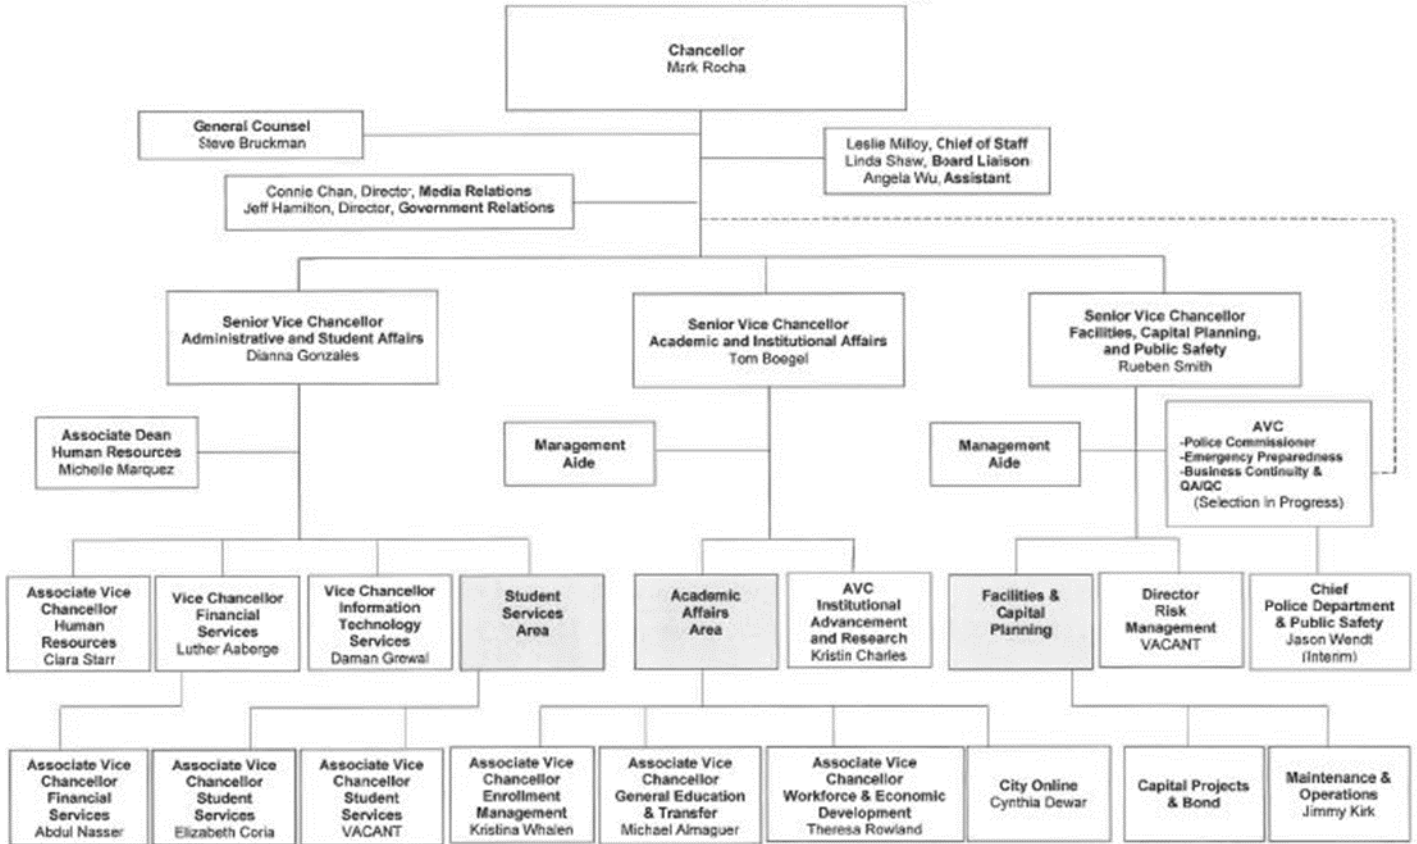 Chancellor
Mark Rocha
General Counsel
Steve Bruckman
Leslie Milloy, Chief of Staff
Linda Shaw, Board Liaison
Angela Wu, Assistant
Connie Chan, Director, Media Relations
Jeff Hamilton, Director, Government Relations
Senior Vice Chancellor
Administrative and Student Affairs
Dianna Gonzales
Senior Vice Chancellor
Academic and Institutional Affairs
Tom Boegel
Senior Vice Chancellor
Facilities, Capital Planning,
and Public Safety
Rueben Smith
Associate Dean
Human Resources
Michelle Marquez
Management
Aide
Management
Aide
AVC
-Police Commissioner
-Emergency Preparedness
-Business Continuity &
QA/QC
(Selection in Progress)
Associate Vice
Chancellor
Human
Resources
Clara Starr
Vice Chancellor
Financial
Services
Luther Aaberge
Vice Chancellor
Information
Technology
Services
Daman Grewal
Student
Services
Area
Academic
Affairs
Area
AVC
Institutional
Advancement
and Research
Kristin Charles
Facilities &
Capital
Planning
Director
Risk
Management
VACANT
Chief
Police Department
& Public Safety
Jason Wendt
(Interim)
Associate Vice
Chancellor
Financial
Services
Abdul Nasser
Associate Vice
Chancellor
Student
Services
Elizabeth Coria
Associate Vice
Chancellor
Student
Services
VACANT
Associate Vice
Chancellor
Enrollment
Management
Kristina Whalen
Associate Vice
Chancellor
General Education
& Transfer
Michael Almaguer
Associate Vice
Chancellor
Workforce & Economic
Development
Theresa Rowland
City Online
Cynthia Dewar
Capital Projects
& Bond
Maintenance &
Operations
Jimmy Kirk